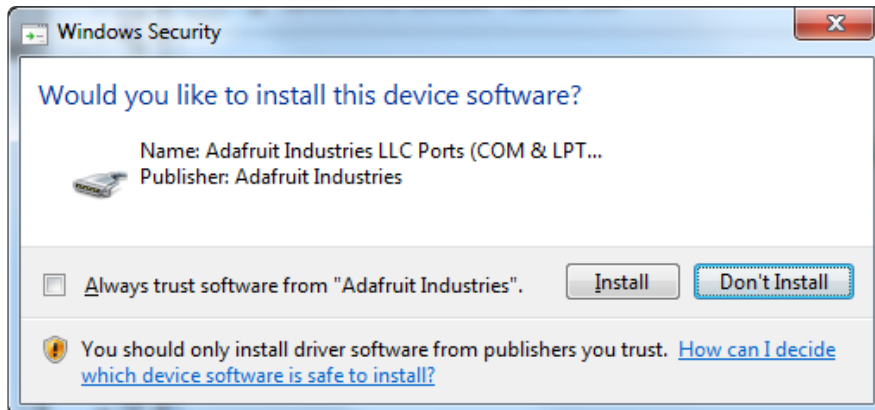 Windows Security
Would you like to install this device software?
Name: Adafruit Industries LLC Ports (COM & LPT...
Publisher: Adafruit Industries
Always trust software from "Adafruit Industries".
Install
Don't Install
You should only install driver software from publishers you trust. How can I decide
which device software is safe to install?